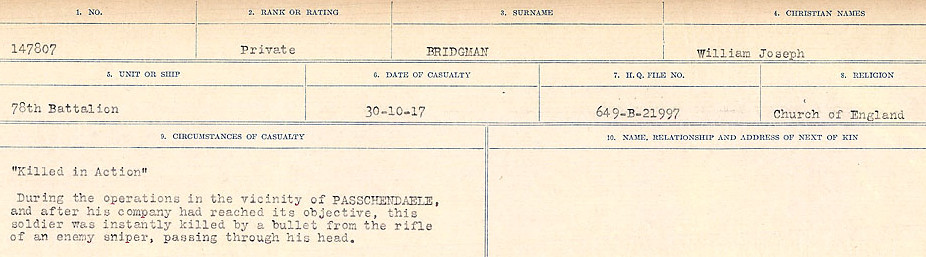 1. NO. 2. RANK OR RATING 3. SURNAME 4. CHRISTIAN NAMES
147807 Private BRIDGMAN William Joseph
5. UNIT OR SHIP 6. DATE OF CASUALTY 7. H. Q. FILE NO. 8. RELIGION
78th Battalion 30-10-17 649-B-21997 Church of England
9. CIRCUMSTANCES OF CASUALTY 10. NAME, RELATIONSHIP AND ADDRESS OF NEXT OF KIN
"Killed in Action"
During the operations in the vicinity of PASSCHENDAELE,
and after his company had reached its objective, this
soldier was instantly killed by a bullet from the rifle
of an enemy sniper, passing through his head.